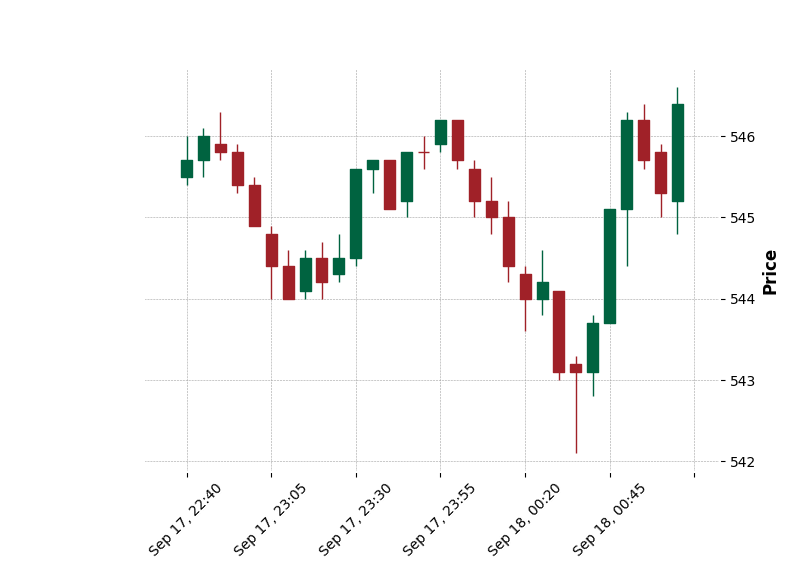 546
545
544
543
542
Price
Sep 17, 22:40
Sep 17, 23:05
Sep 17, 23:30
Sep 17, 23:55
Sep 18, 00:20
Sep 18, 00:45